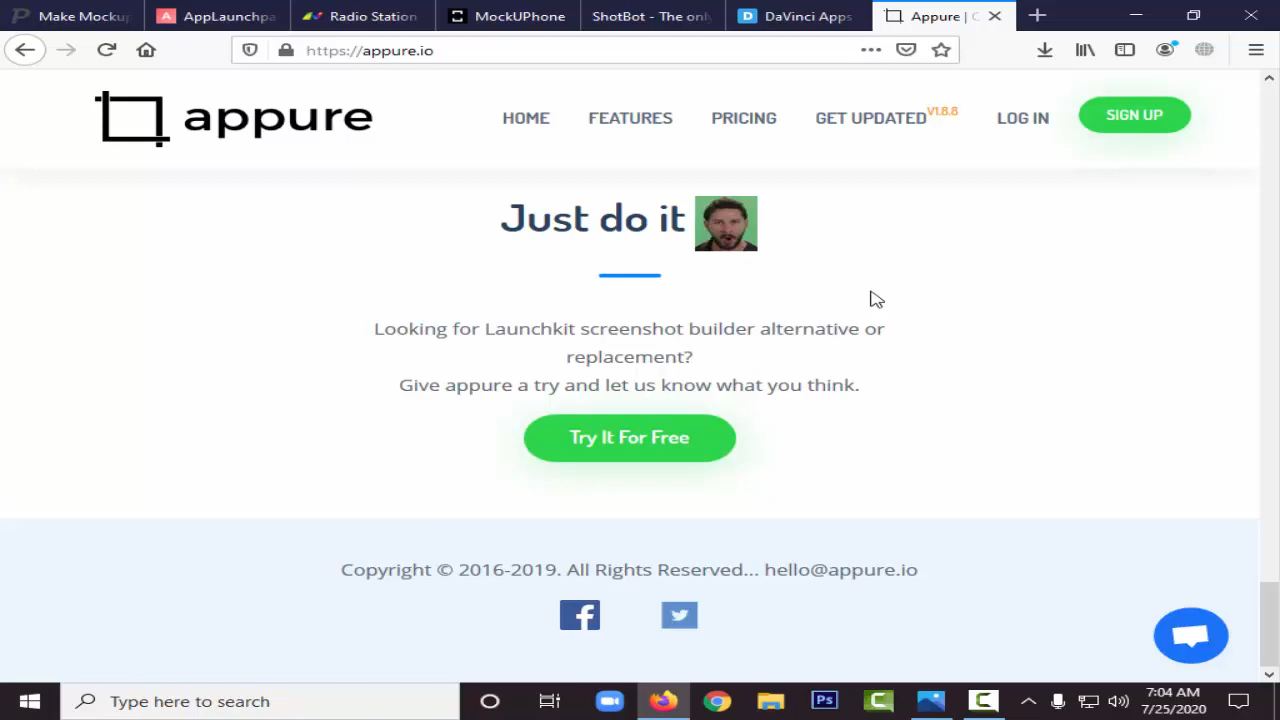 Make Mockup
A AppLaunchpa
Radio Station
MockUPhone
ShotBot - The only
D DaVinci Apps
Appure | C
https://appure.io
appure
HOME
FEATURES
PRICING
GET UPDATED V1.8.8
LOG IN
SIGN UP
Just do it
Looking for Launchkit screenshot builder alternative or
replacement?
Give appure a try and let us know what you think.
Try It For Free
Copyright © 2016-2019. All Rights Reserved... hello@appure.io
f
Type here to search
Ps
7:04 AM
7/25/2020